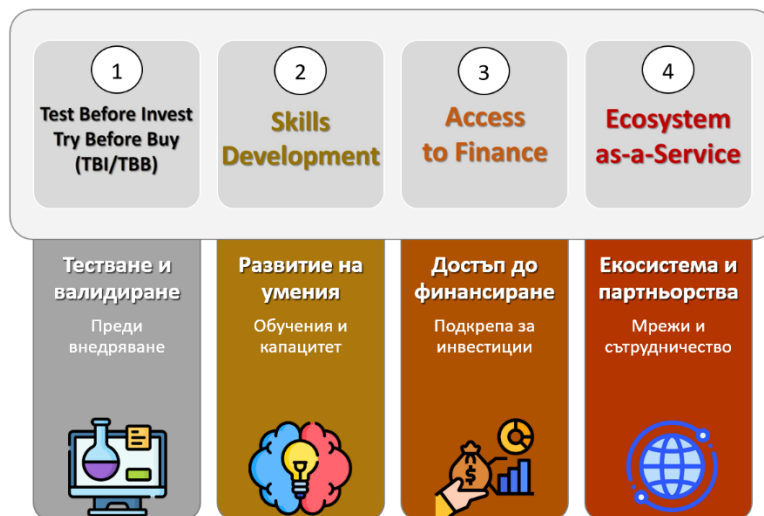 1
Test Before Invest
Try Before Buy
(TBI/TBB)
2
Skills
Development
3
Access
to Finance
4
Ecosystem
as-a-Service
Тестване и
валидиране
Преди
внедряване
Развитие на
умения
Обучения и
капацитет
Достъп до
финансиране
Подкрепа за
инвестиции
Екосистема и
партньорства
Мрежи и
сътрудничество
$